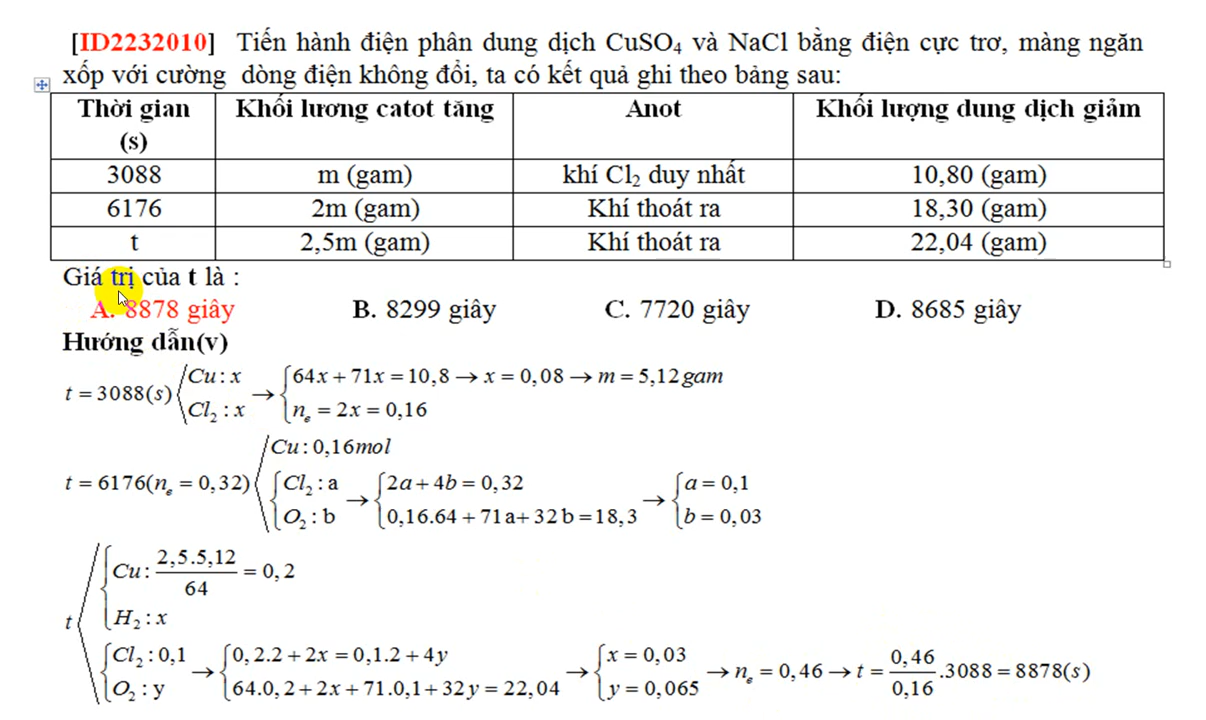 [ID2232010] Tiến hành điện phân dung dịch CuSO₄ và NaCl bằng điện cực trơ, màng ngăn
xốp với cường dòng điện không đổi, ta có kết quả ghi theo bảng sau:
Thời gian (s) Khối lương catot tăng Anot Khối lượng dung dịch giảm
3088 m (gam) khí Cl₂ duy nhất 10,80 (gam)
6176 2m (gam) Khí thoát ra 18,30 (gam)
t 2,5m (gam) Khí thoát ra 22,04 (gam)
Giá trị của t là :
A. 8878 giây B. 8299 giây C. 7720 giây D. 8685 giây
Hướng dẫn(v)
t = 3088(s) { Cu : x ; Cl₂ : x → { 64x + 71x = 10,8 → x = 0,08 → m = 5,12 gam ; nₑ = 2x = 0,16
t = 6176(nₑ = 0,32) { Cu : 0,16mol ; { Cl₂ : a ; O₂ : b → { 2a + 4b = 0,32 ; 0,16.64 + 71a + 32b = 18,3 → { a = 0,1 ; b = 0,03
t { { Cu : 2,5.5,12/64 = 0,2 ; H₂ : x
{ Cl₂ : 0,1 ; O₂ : y → { 0,2.2 + 2x = 0,1.2 + 4y ; 64.0,2 + 2x + 71.0,1 + 32y = 22,04 → { x = 0,03 ; y = 0,065 → nₑ = 0,46 → t = 0,46/0,16 .3088 = 8878(s)